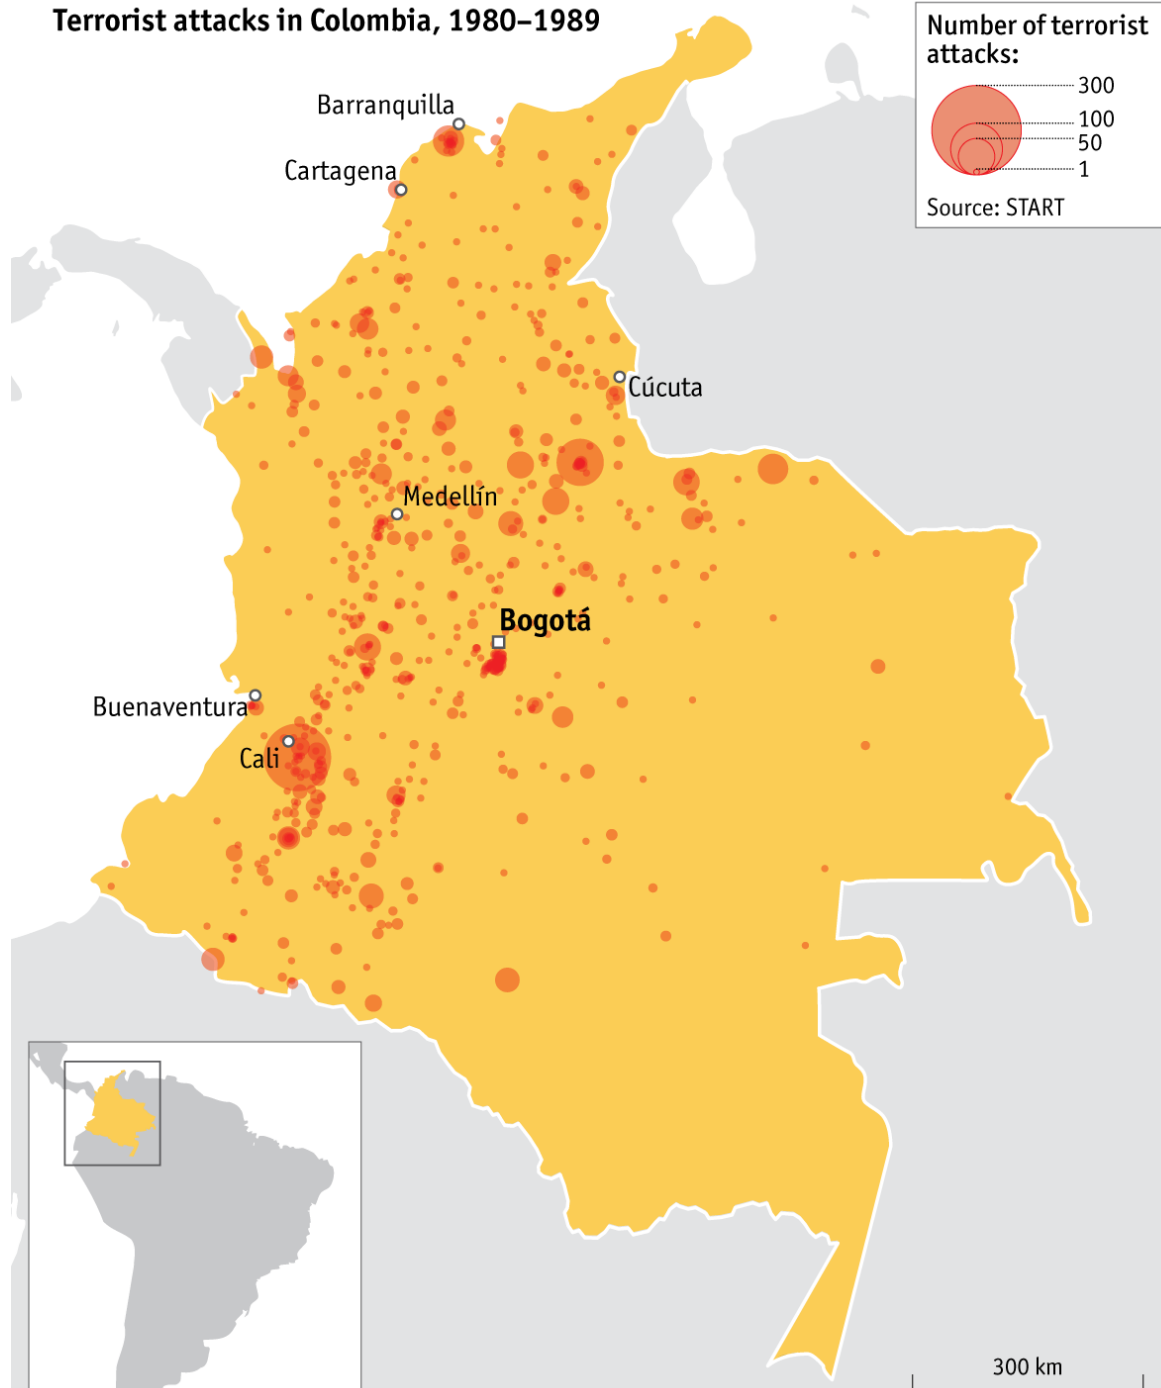 Terrorist attacks in Colombia, 1980–1989
Number of terrorist
attacks:
300
100
50
1
Source: START
Barranquilla
Cartagena
Cúcuta
Medellín
Bogotá
Buenaventura
Cali
300 km